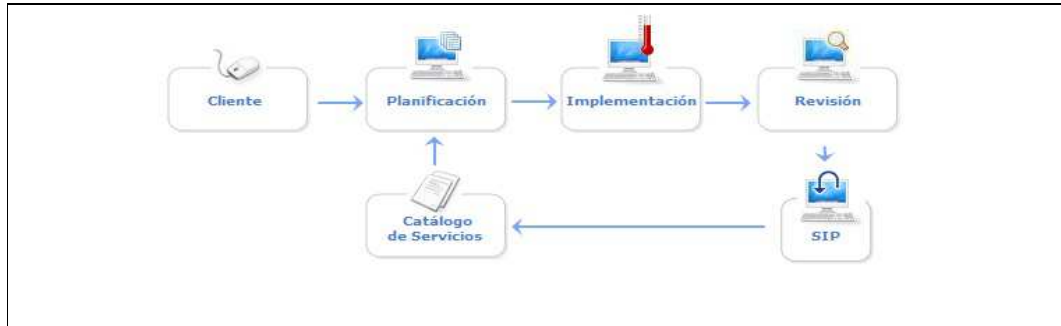 Cliente
Planificación
Implementación
Revisión
Catálogo
de Servicios
SIP